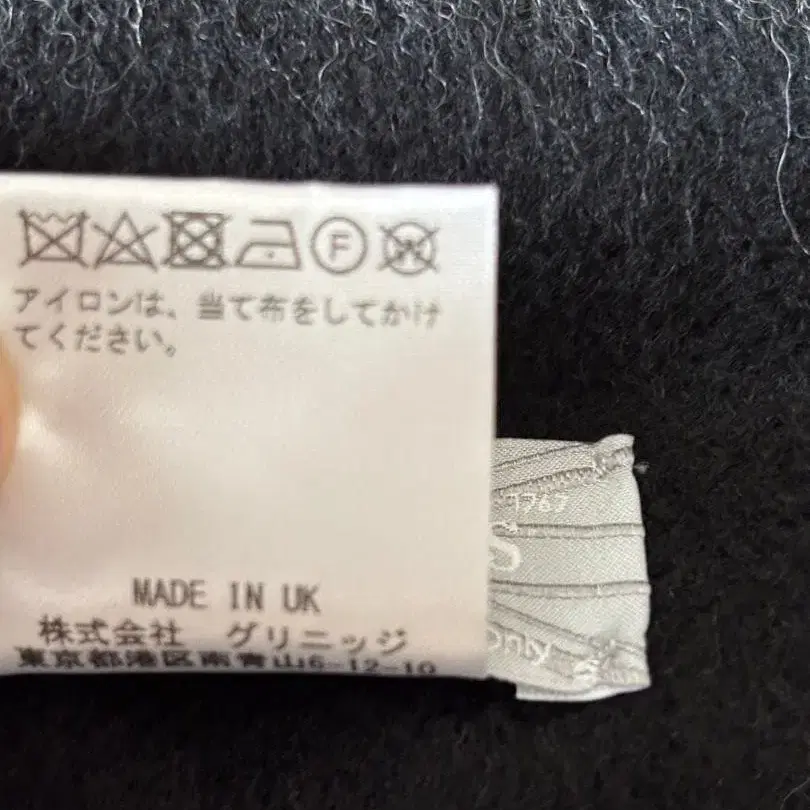 F
W
アイロンは、当て布をしてかけ
てください。
1767
S
only
MADE IN UK
株式会社 グリニッジ
東京都港区南青山6-12-10